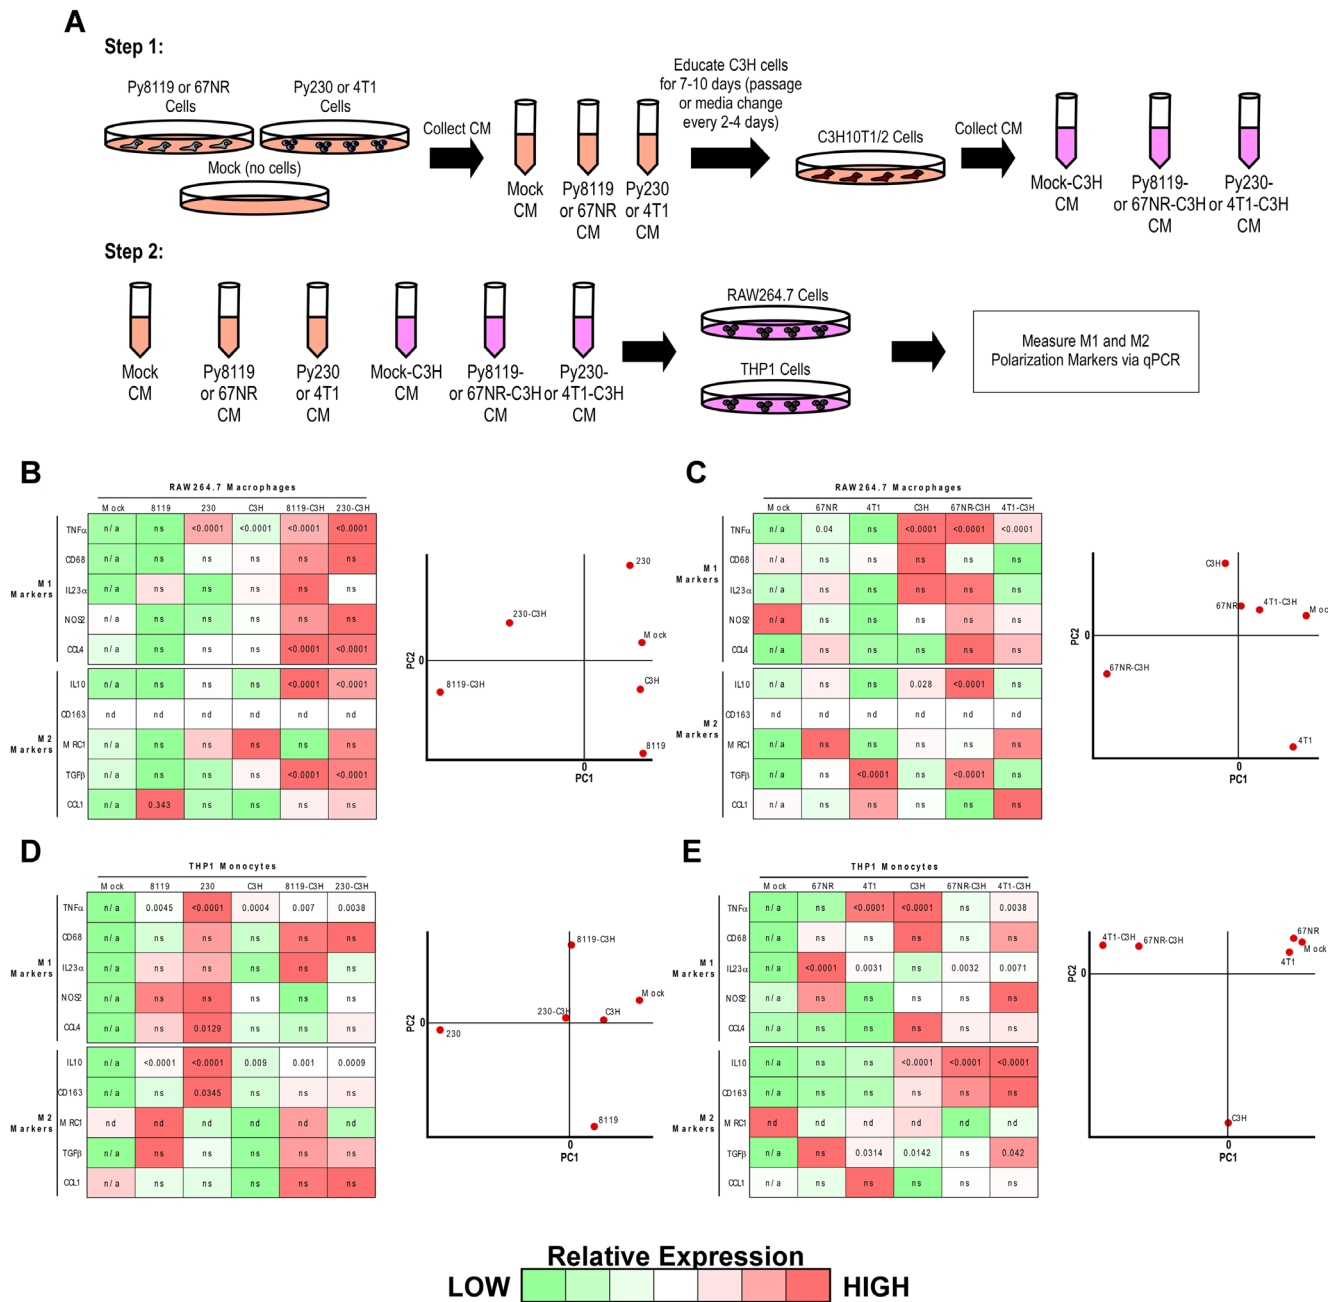 A
Step 1:
Py8119 or 67NR
Cells
Py230 or 4T1
Cells
Mock (no cells)
Collect CM
Mock
CM
Py8119
or 67NR
CM
Py230
or 4T1
CM
Educate C3H cells
for 7-10 days (passage
or media change
every 2-4 days)
C3H10T1/2 Cells
Collect CM
Mock-C3H
CM
Py8119-
or 67NR-C3H
CM
Py230-
or 4T1-C3H
CM
Step 2:
Mock
CM
Py8119
or 67NR
CM
Py230
or 4T1
CM
Mock-C3H
CM
Py8119-
or 67NR-C3H
CM
Py230-
or 4T1-C3H
CM
RAW264.7 Cells
THP1 Cells
Measure M1 and M2
Polarization Markers via qPCR
B
RAW264.7 Macrophages
Mock 8119 230 C3H 8119-C3H 230-C3H
M1
Markers
TNFα n/a ns <0.0001 <0.0001 <0.0001 <0.0001
CD68 n/a ns ns ns ns ns
IL23α n/a ns ns ns ns ns
NOS2 n/a ns ns ns ns ns
CCL4 n/a ns ns ns <0.0001 <0.0001
M2
Markers
IL10 n/a ns ns ns <0.0001 <0.0001
CD163 nd nd nd nd nd nd
MRC1 n/a ns ns ns ns ns
TGFβ n/a ns ns ns <0.0001 <0.0001
CCL1 n/a 0.343 ns ns ns ns
PC2
0
230
230-C3H
Mock
C3H
8119-C3H
8119
0
PC1
C
RAW264.7 Macrophages
Mock 67NR 4T1 C3H 67NR-C3H 4T1-C3H
M1
Markers
TNFα n/a 0.04 ns <0.0001 <0.0001 <0.0001
CD68 n/a ns ns ns ns ns
IL23α n/a ns ns ns ns ns
NOS2 n/a ns ns ns ns ns
CCL4 n/a ns ns ns ns ns
M2
Markers
IL10 n/a ns ns 0.028 <0.0001 ns
CD163 nd nd nd nd nd nd
MRC1 n/a ns ns ns ns ns
TGFβ n/a ns <0.0001 ns <0.0001 ns
CCL1 n/a ns ns ns ns ns
PC2
0
C3H
67NR
4T1-C3H
Mock
67NR-C3H
4T1
0
PC1
D
THP1 Monocytes
Mock 8119 230 C3H 8119-C3H 230-C3H
M1
Markers
TNFα n/a 0.0045 <0.0001 0.0004 0.007 0.0038
CD68 n/a ns ns ns ns ns
IL23α n/a ns ns ns ns ns
NOS2 n/a ns ns ns ns ns
CCL4 n/a ns 0.0129 ns ns ns
M2
Markers
IL10 n/a <0.0001 <0.0001 0.009 0.001 0.0009
CD163 n/a ns 0.0345 ns ns ns
MRC1 nd nd nd nd nd nd
TGFβ n/a ns ns ns ns ns
CCL1 n/a ns ns ns ns ns
PC2
0
8119-C3H
Mock
230-C3H
C3H
230
8119
0
PC1
E
THP1 Monocytes
Mock 67NR 4T1 C3H 67NR-C3H 4T1-C3H
M1
Markers
TNFα n/a ns <0.0001 <0.0001 ns 0.0038
CD68 n/a ns ns ns ns ns
IL23α n/a <0.0001 0.0031 ns 0.0032 0.0071
NOS2 n/a ns ns ns ns ns
CCL4 n/a ns ns ns ns ns
M2
Markers
IL10 n/a ns ns <0.0001 <0.0001 <0.0001
CD163 n/a ns ns ns ns ns
MRC1 nd nd nd nd nd nd
TGFβ n/a ns 0.0314 0.0142 ns 0.042
CCL1 n/a ns ns ns ns ns
PC2
0
4T1-C3H
67NR-C3H
67NR
Mock
4T1
C3H
0
PC1
Relative Expression
LOW HIGH